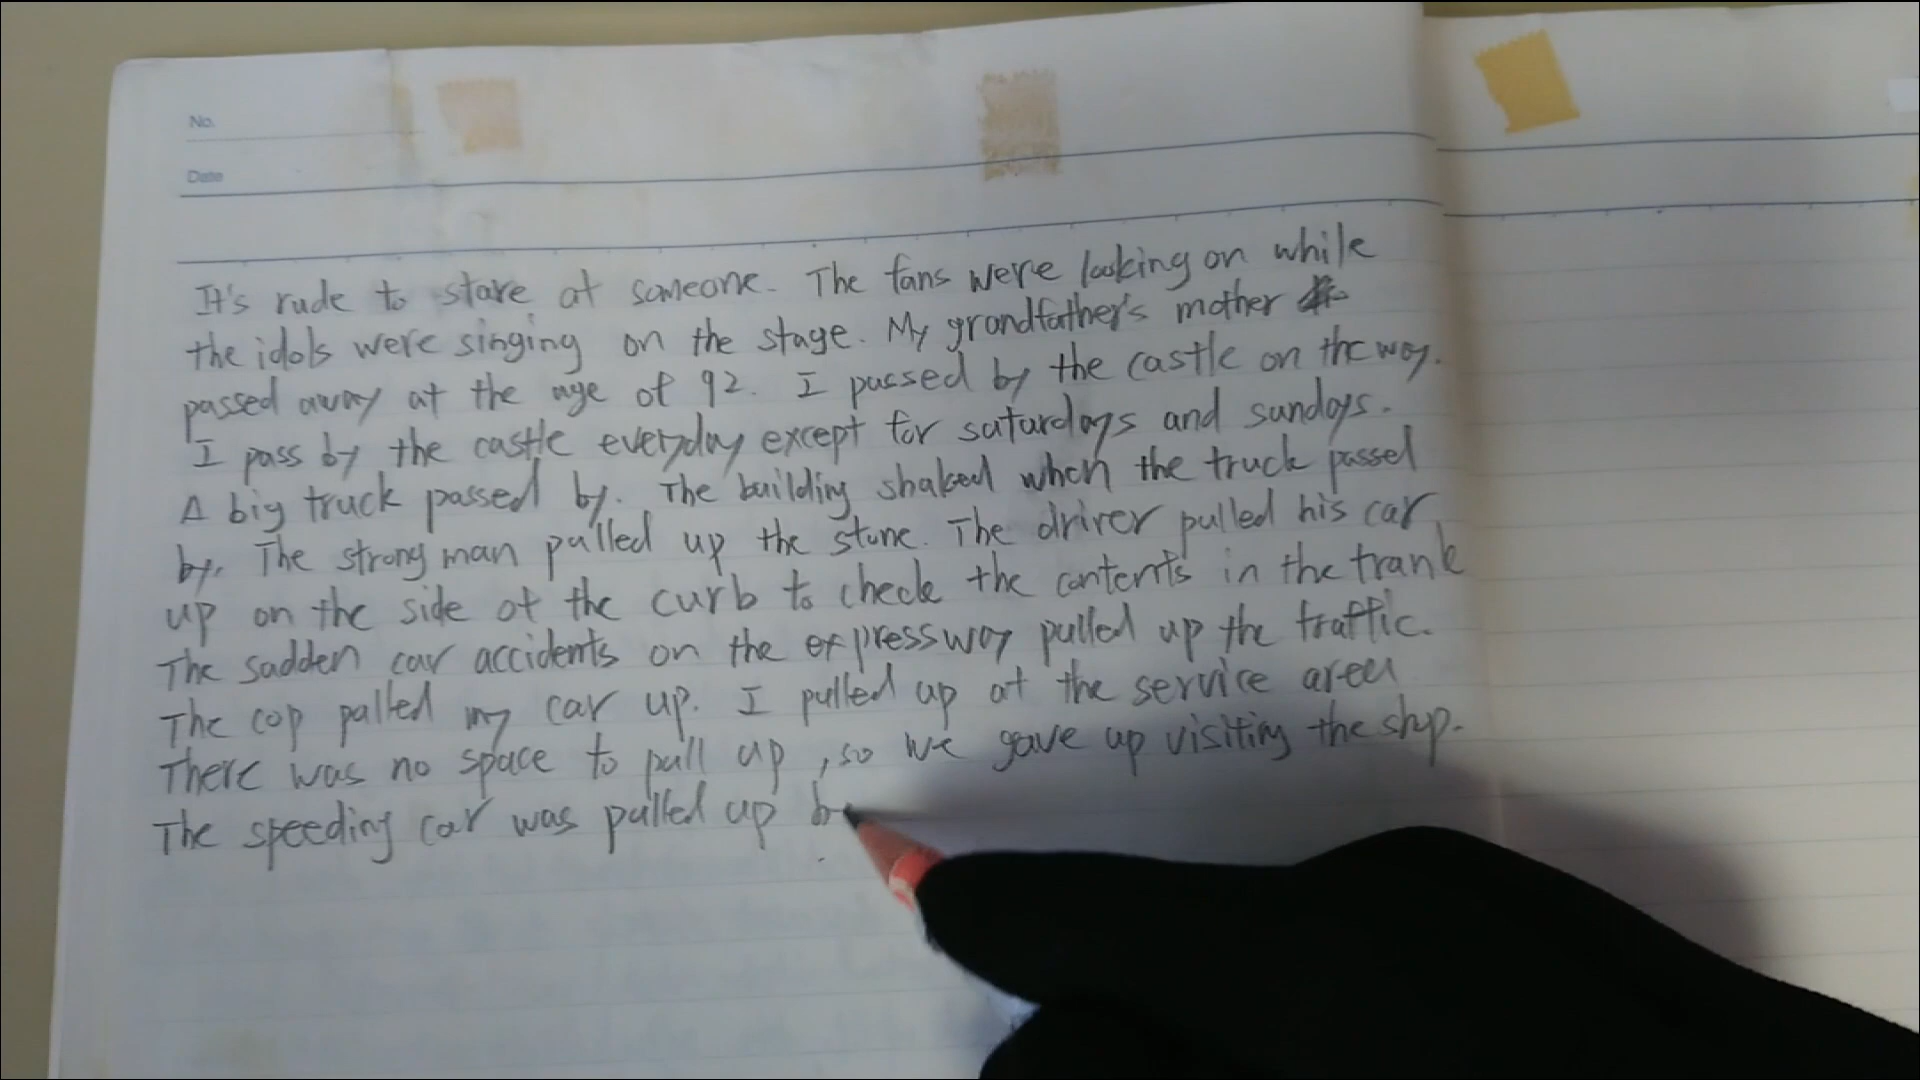 No.
Date
It's rude to stare at someone. The fans were looking on while
the idols were singing on the stage. My grandfather's mother
passed away at the age of 92. I passed by the castle on the way.
I pass by the castle everyday except for saturdays and sundays.
A big truck passed by. The building shaked when the truck passed
by. The strong man pulled up the stone. The driver pulled his car
up on the side of the curb to check the contents in the trank
The sadden car accidents on the expressway pulled up the traffic.
The cop palled my car up. I pulled up at the service area
There was no space to pull up, so we gave up visiting the shop.
The speeding car was pulled up b